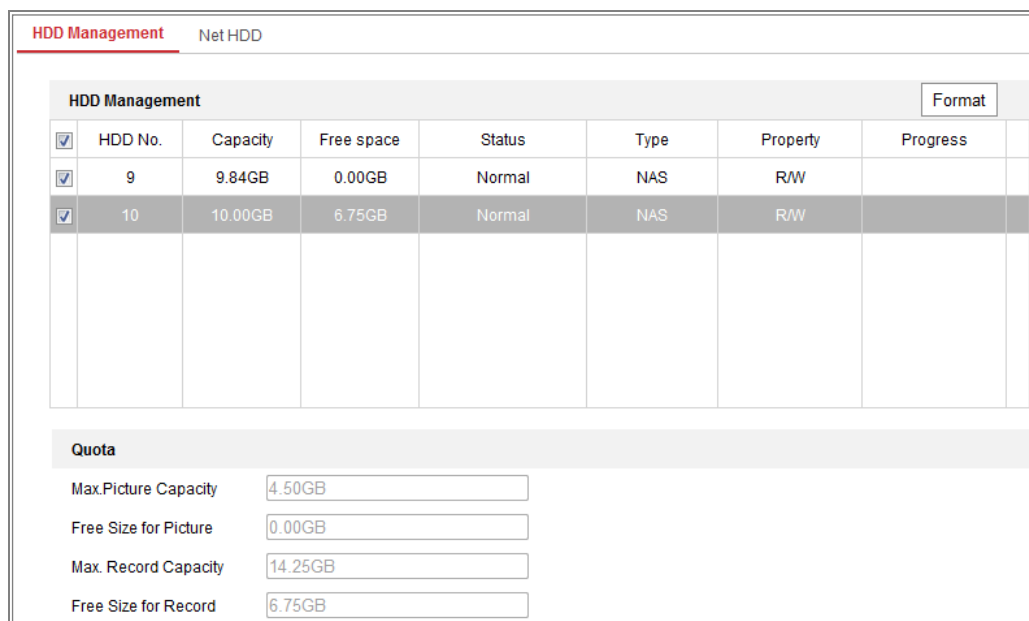 HDD Management Net HDD
HDD Management Format
HDD No. Capacity Free space Status Type Property Progress
9 9.84GB 0.00GB Normal NAS R/W
10 10.00GB 6.75GB Normal NAS R/W
Quota
Max.Picture Capacity 4.50GB
Free Size for Picture 0.00GB
Max. Record Capacity 14.25GB
Free Size for Record 6.75GB